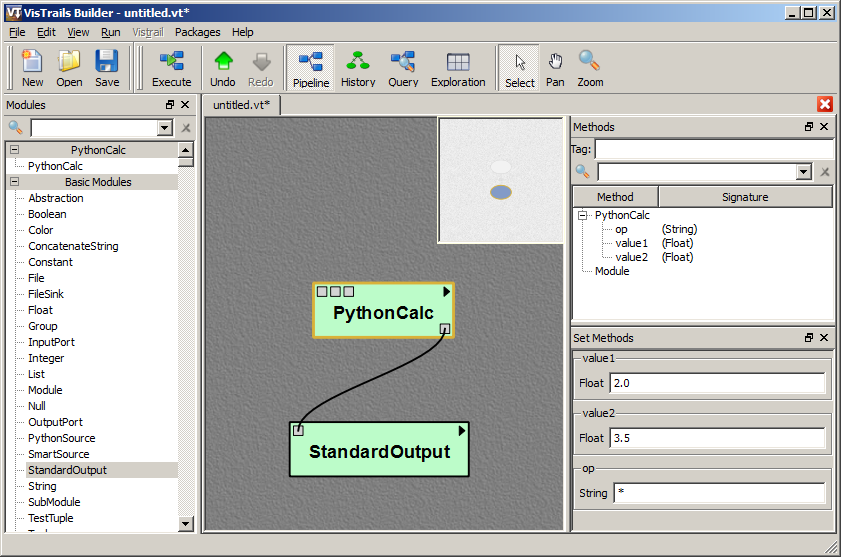 VisTrails Builder - untitled.vt*
File Edit View Run Vistrail Packages Help
New Open Save Execute Undo Redo Pipeline History Query Exploration Select Pan Zoom
Modules
PythonCalc
PythonCalc
Basic Modules
Abstraction
Boolean
Color
ConcatenateString
Constant
File
FileSink
Float
Group
InputPort
Integer
List
Module
Null
OutputPort
PythonSource
SmartSource
StandardOutput
String
SubModule
TestTuple
untitled.vt*
PythonCalc
StandardOutput
Methods
Tag:
Method Signature
PythonCalc
op (String)
value1 (Float)
value2 (Float)
Module
Set Methods
value1
Float 2.0
value2
Float 3.5
op
String *